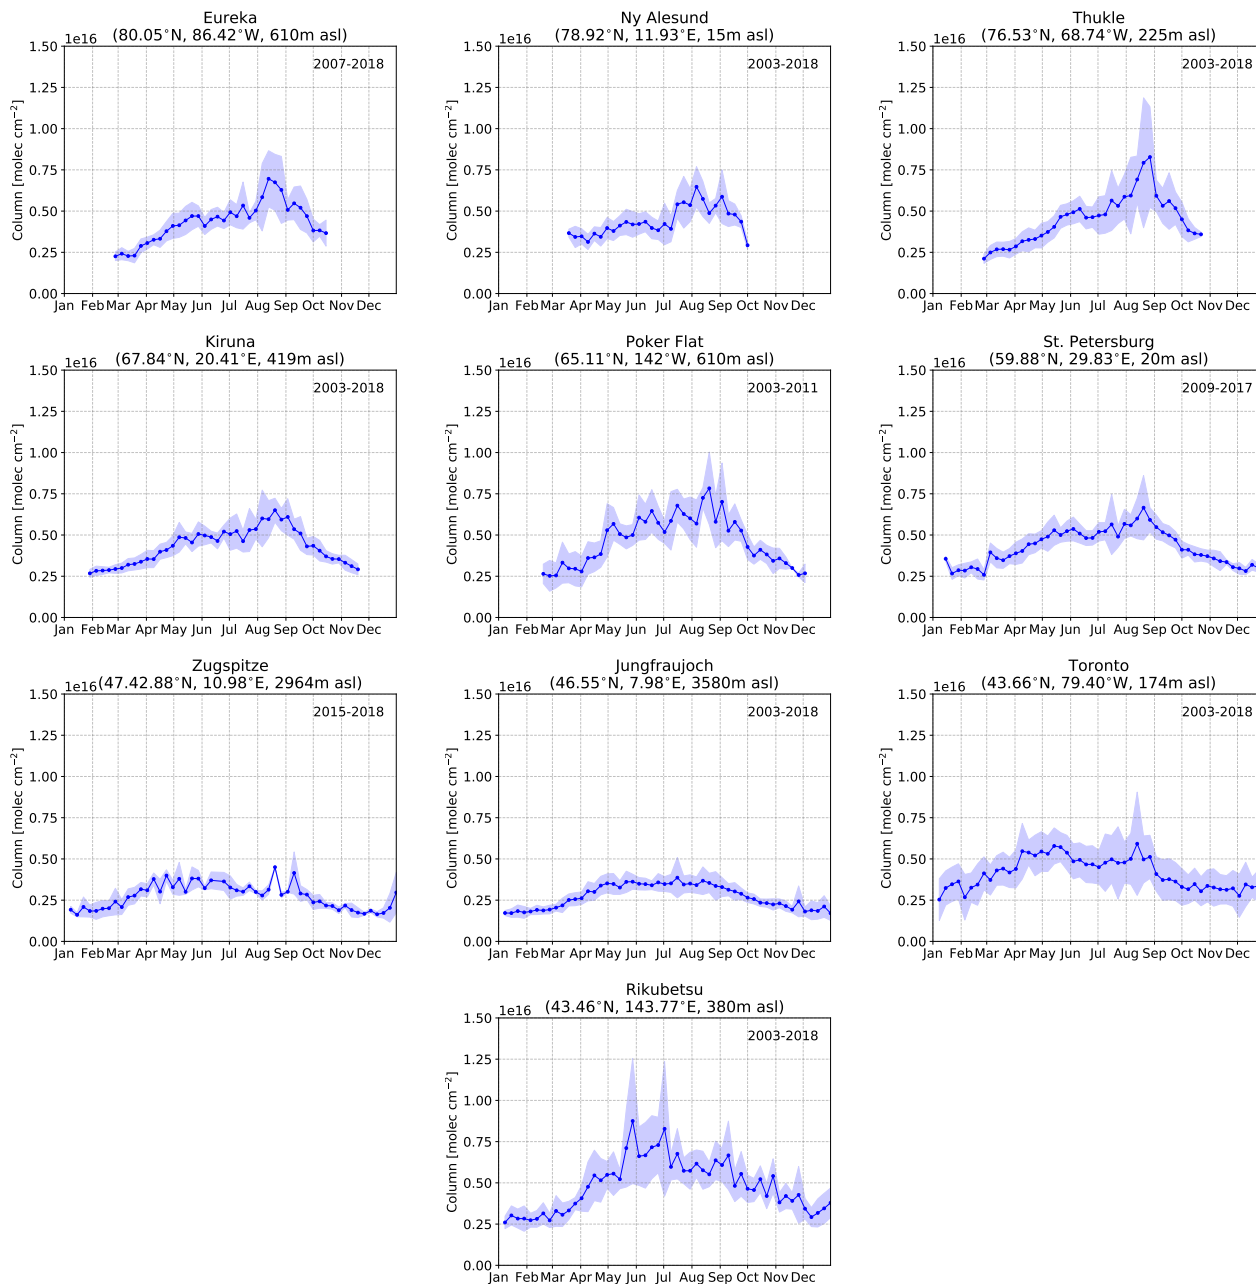 Eureka
(80.05°N, 86.42°W, 610m asl)
1e16
2007-2018
Column [molec cm⁻²]
1.50
1.25
1.00
0.75
0.50
0.25
0.00
Jan Feb Mar Apr May Jun Jul Aug Sep Oct Nov Dec
Ny Alesund
(78.92°N, 11.93°E, 15m asl)
1e16
2003-2018
Column [molec cm⁻²]
1.50
1.25
1.00
0.75
0.50
0.25
0.00
Jan Feb Mar Apr May Jun Jul Aug Sep Oct Nov Dec
Thukle
(76.53°N, 68.74°W, 225m asl)
1e16
2003-2018
Column [molec cm⁻²]
1.50
1.25
1.00
0.75
0.50
0.25
0.00
Jan Feb Mar Apr May Jun Jul Aug Sep Oct Nov Dec
Kiruna
(67.84°N, 20.41°E, 419m asl)
1e16
2003-2018
Column [molec cm⁻²]
1.50
1.25
1.00
0.75
0.50
0.25
0.00
Jan Feb Mar Apr May Jun Jul Aug Sep Oct Nov Dec
Poker Flat
(65.11°N, 142°W, 610m asl)
1e16
2003-2011
Column [molec cm⁻²]
1.50
1.25
1.00
0.75
0.50
0.25
0.00
Jan Feb Mar Apr May Jun Jul Aug Sep Oct Nov Dec
St. Petersburg
(59.88°N, 29.83°E, 20m asl)
1e16
2009-2017
Column [molec cm⁻²]
1.50
1.25
1.00
0.75
0.50
0.25
0.00
Jan Feb Mar Apr May Jun Jul Aug Sep Oct Nov Dec
Zugspitze
(47.42.88°N, 10.98°E, 2964m asl)
1e16
2015-2018
Column [molec cm⁻²]
1.50
1.25
1.00
0.75
0.50
0.25
0.00
Jan Feb Mar Apr May Jun Jul Aug Sep Oct Nov Dec
Jungfraujoch
(46.55°N, 7.98°E, 3580m asl)
1e16
2003-2018
Column [molec cm⁻²]
1.50
1.25
1.00
0.75
0.50
0.25
0.00
Jan Feb Mar Apr May Jun Jul Aug Sep Oct Nov Dec
Toronto
(43.66°N, 79.40°W, 174m asl)
1e16
2003-2018
Column [molec cm⁻²]
1.50
1.25
1.00
0.75
0.50
0.25
0.00
Jan Feb Mar Apr May Jun Jul Aug Sep Oct Nov Dec
Rikubetsu
(43.46°N, 143.77°E, 380m asl)
1e16
2003-2018
Column [molec cm⁻²]
1.50
1.25
1.00
0.75
0.50
0.25
0.00
Jan Feb Mar Apr May Jun Jul Aug Sep Oct Nov Dec